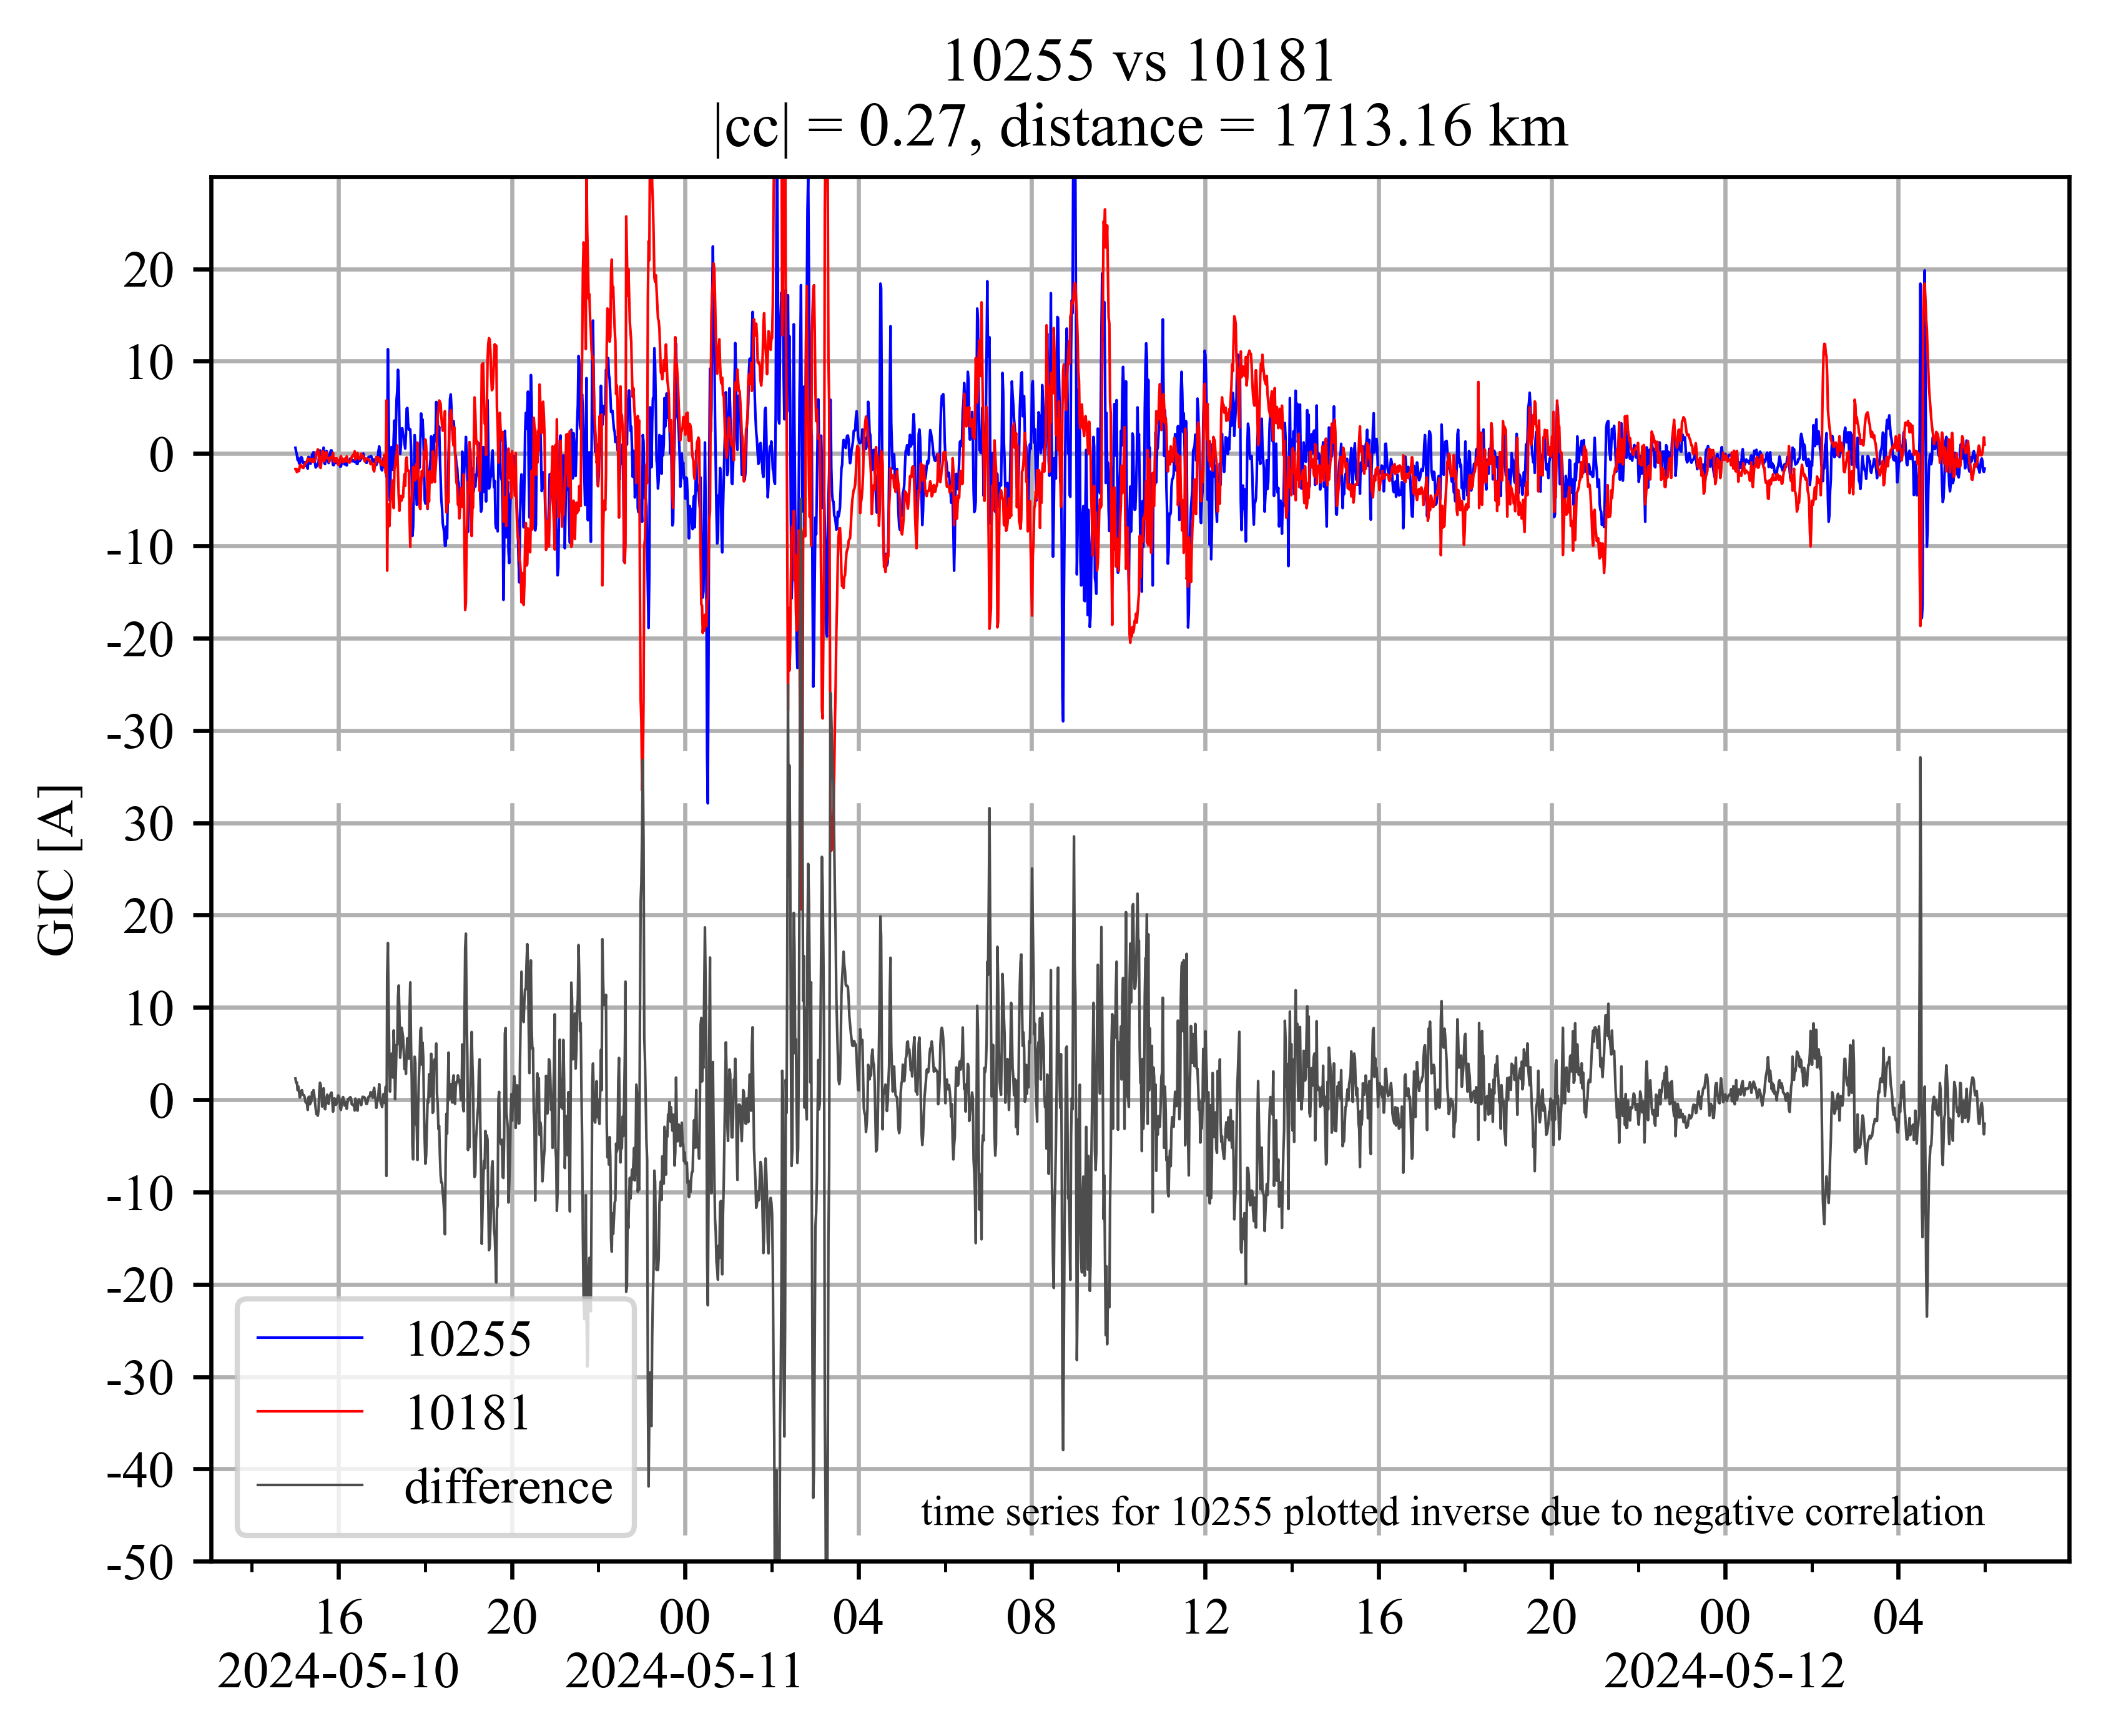 10255 vs 10181
|cc| = 0.27, distance = 1713.16 km
GIC [A]
20
10
0
-10
-20
-30
30
20
10
0
-10
-20
-30
-40
-50
10255
10181
difference
time series for 10255 plotted inverse due to negative correlation
16 20 00 04 08 12 16 20 00 04
2024-05-10 2024-05-11 2024-05-12